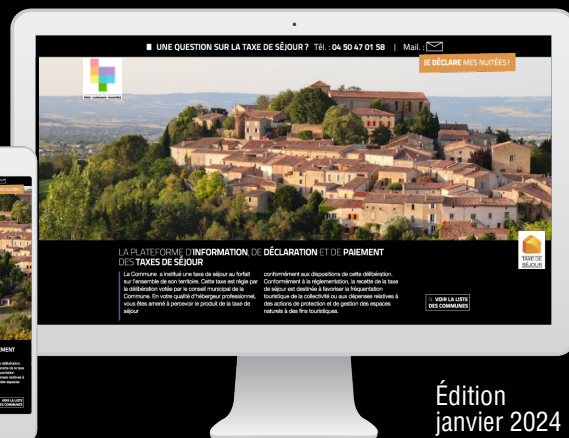 UNE QUESTION SUR LA TAXE DE SÉJOUR ? Tél. : 04 50 47 01 58 | Mail. :
JE DÉCLARE MES NUITÉES !
LA PLATEFORME D'INFORMATION, DE DÉCLARATION ET DE PAIEMENT
DES TAXES DE SÉJOUR
La Commune a institué une taxe de séjour au forfait
sur l'ensemble de son territoire. Cette taxe est régie par
la délibération votée par le conseil municipal de la
Commune. En votre qualité d'hébergeur professionnel,
vous êtes amené à percevoir le produit de la taxe de
séjour
conformément aux dispositions de cette délibération.
Conformément à la réglementation, la recette de la taxe
de séjour est destinée à favoriser la fréquentation
touristique de la collectivité ou aux dépenses relatives à
des actions de protection et de gestion des espaces
naturels à des fins touristiques.
TAXE DE
SÉJOUR
VOIR LA LISTE
DES COMMUNES
EMENT
VOIR LA LISTE
DES COMMUNES
Édition
janvier 2024